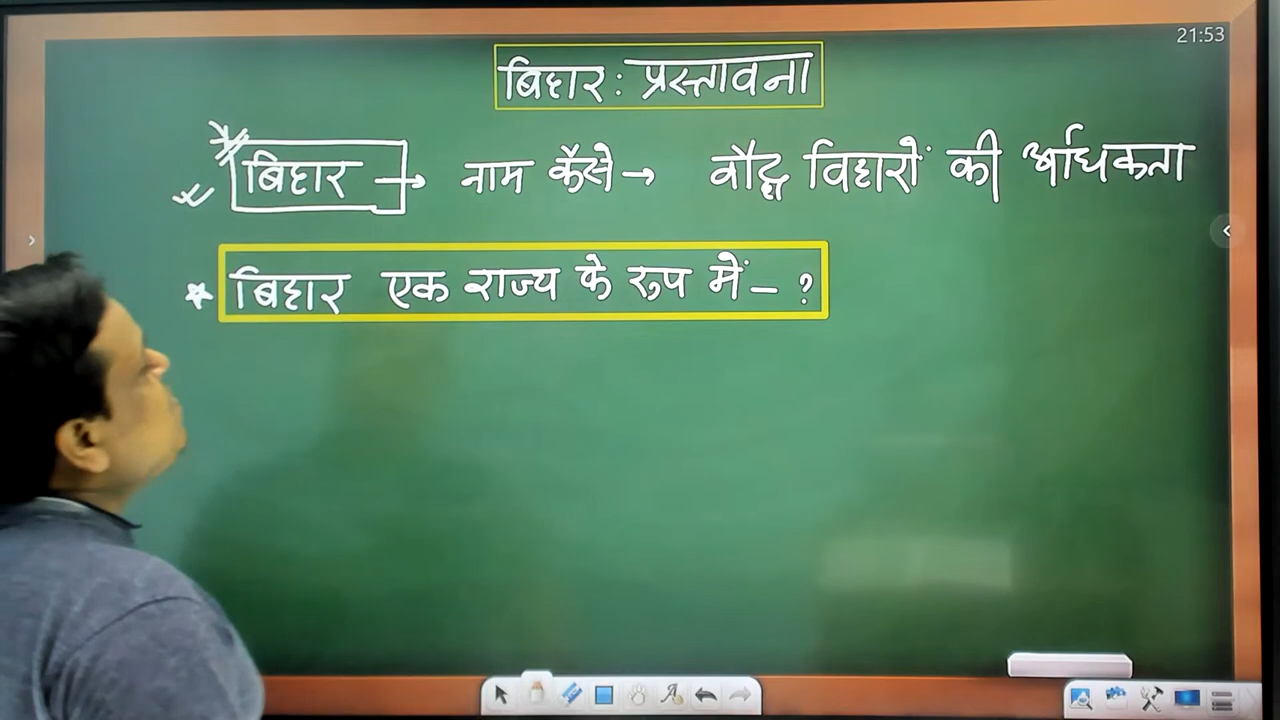 21:53
बिहार: प्रस्तावना
बिहार → नाम कैसे → बौद्ध विहारों की अधिकता
* बिहार एक राज्य के रूप में - ?